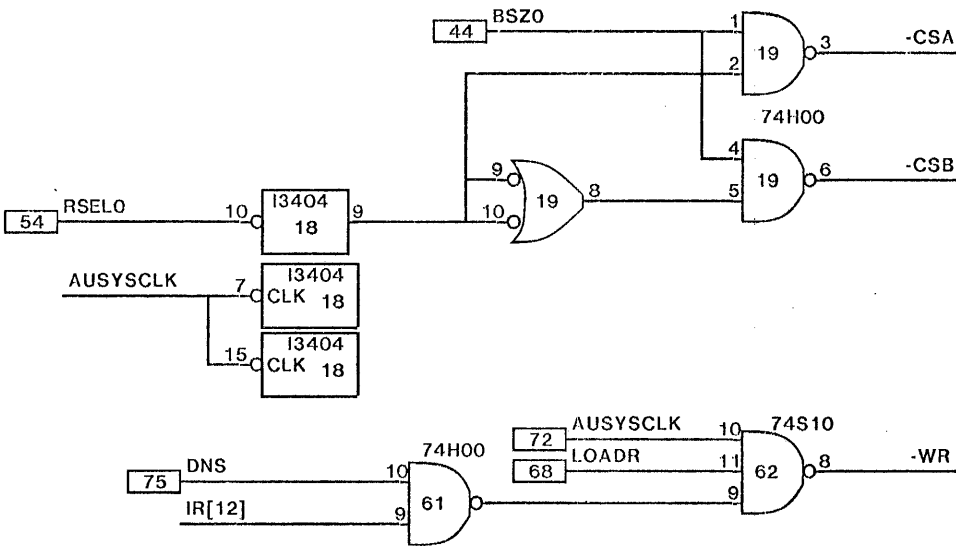 BSZ0
44
1
2
19
3
-CSA
74H00
4
5
19
6
-CSB
9
10
19
8
RSEL0
54
10
I3404
18
9
AUSYSCLK
7
I3404
CLK 18
15
I3404
CLK 18
AUSYSCLK
72
10
74S10
LOADR
68
11
62
8
-WR
9
DNS
75
10
74H00
61
IR[12]
9